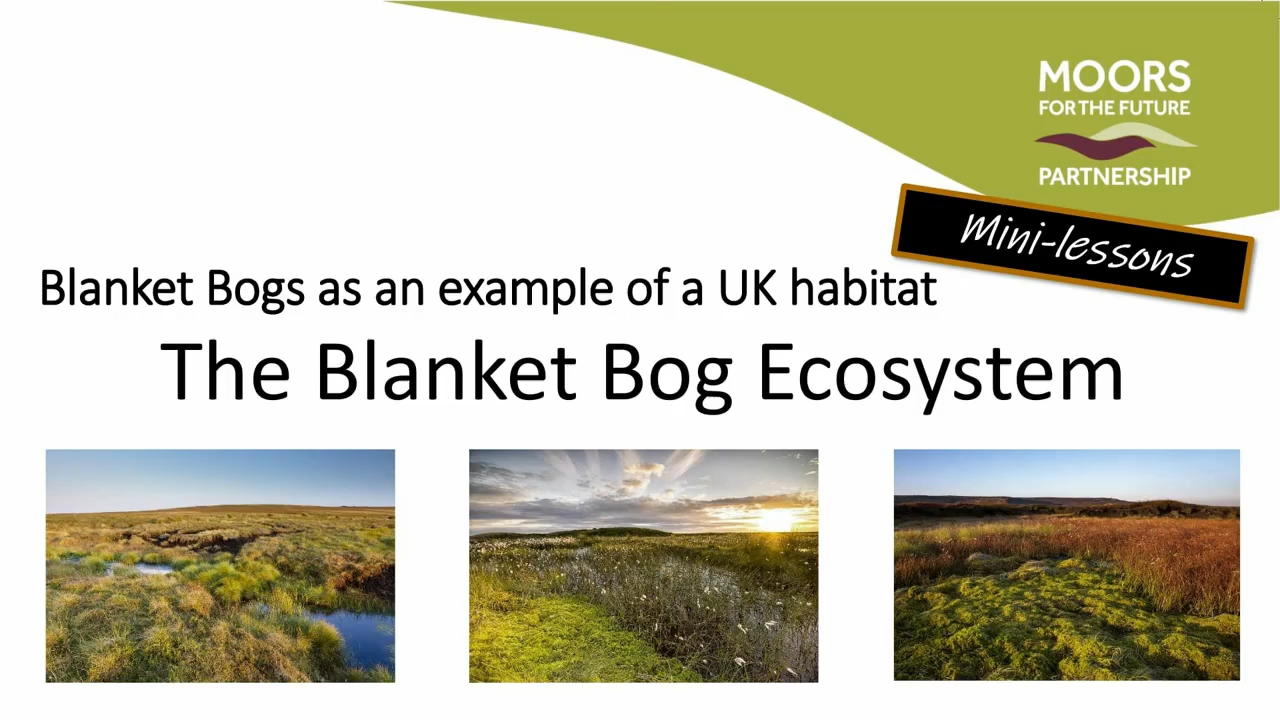 MOORS
FOR THE FUTURE
PARTNERSHIP
Mini-lessons
Blanket Bogs as an example of a UK habitat
The Blanket Bog Ecosystem